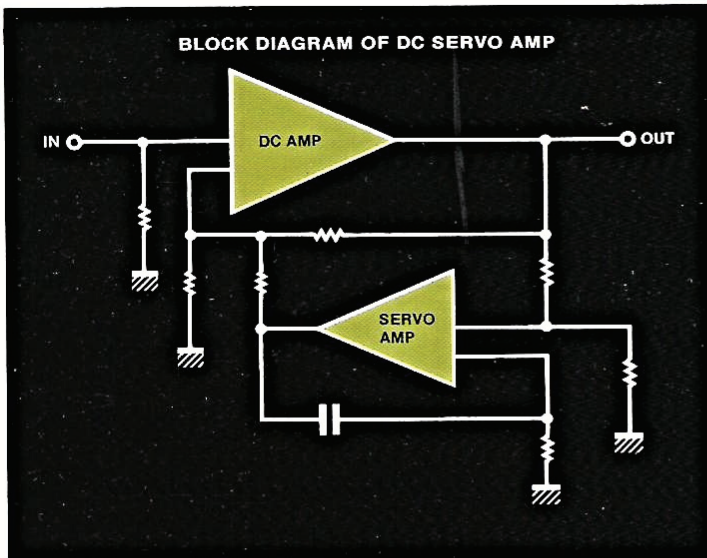 BLOCK DIAGRAM OF DC SERVO AMP
IN
DC AMP
OUT
SERVO
AMP